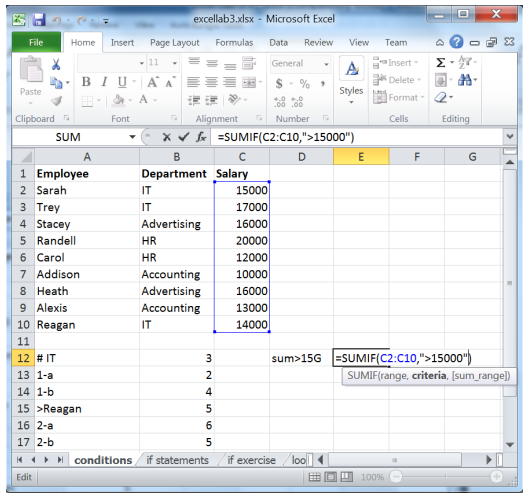 excellab3.xlsx - Microsoft Excel
File Home Insert Page Layout Formulas Data Review View Team
Paste
B I U A A
11
General
$ % ,
Styles
Insert
Delete
Format
Σ
Clipboard Font Alignment Number Cells Editing
SUM fx =SUMIF(C2:C10,">15000")
A B C D E F G
1 Employee Department Salary
2 Sarah IT 15000
3 Trey IT 17000
4 Stacey Advertising 16000
5 Randell HR 20000
6 Carol HR 12000
7 Addison Accounting 10000
8 Heath Advertising 16000
9 Alexis Accounting 13000
10 Reagan IT 14000
11
12 # IT 3 sum>15G =SUMIF(C2:C10,">15000")
13 1-a 2
SUMIF(range, criteria, [sum_range])
14 1-b 4
15 >Reagan 5
16 2-a 6
17 2-b 5
conditions if statements if exercise loo
Edit 100%